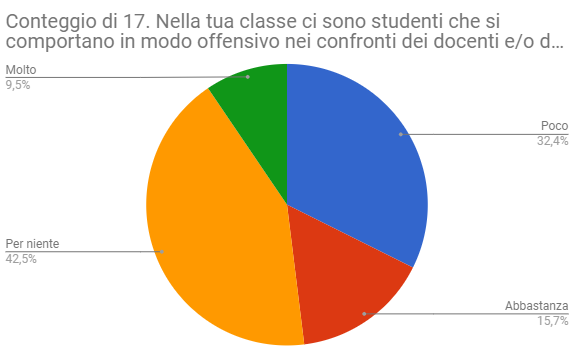 Conteggio di 17. Nella tua classe ci sono studenti che si
comportano in modo offensivo nei confronti dei docenti e/o d…
Molto
9,5%
Poco
32,4%
Per niente
42,5%
Abbastanza
15,7%